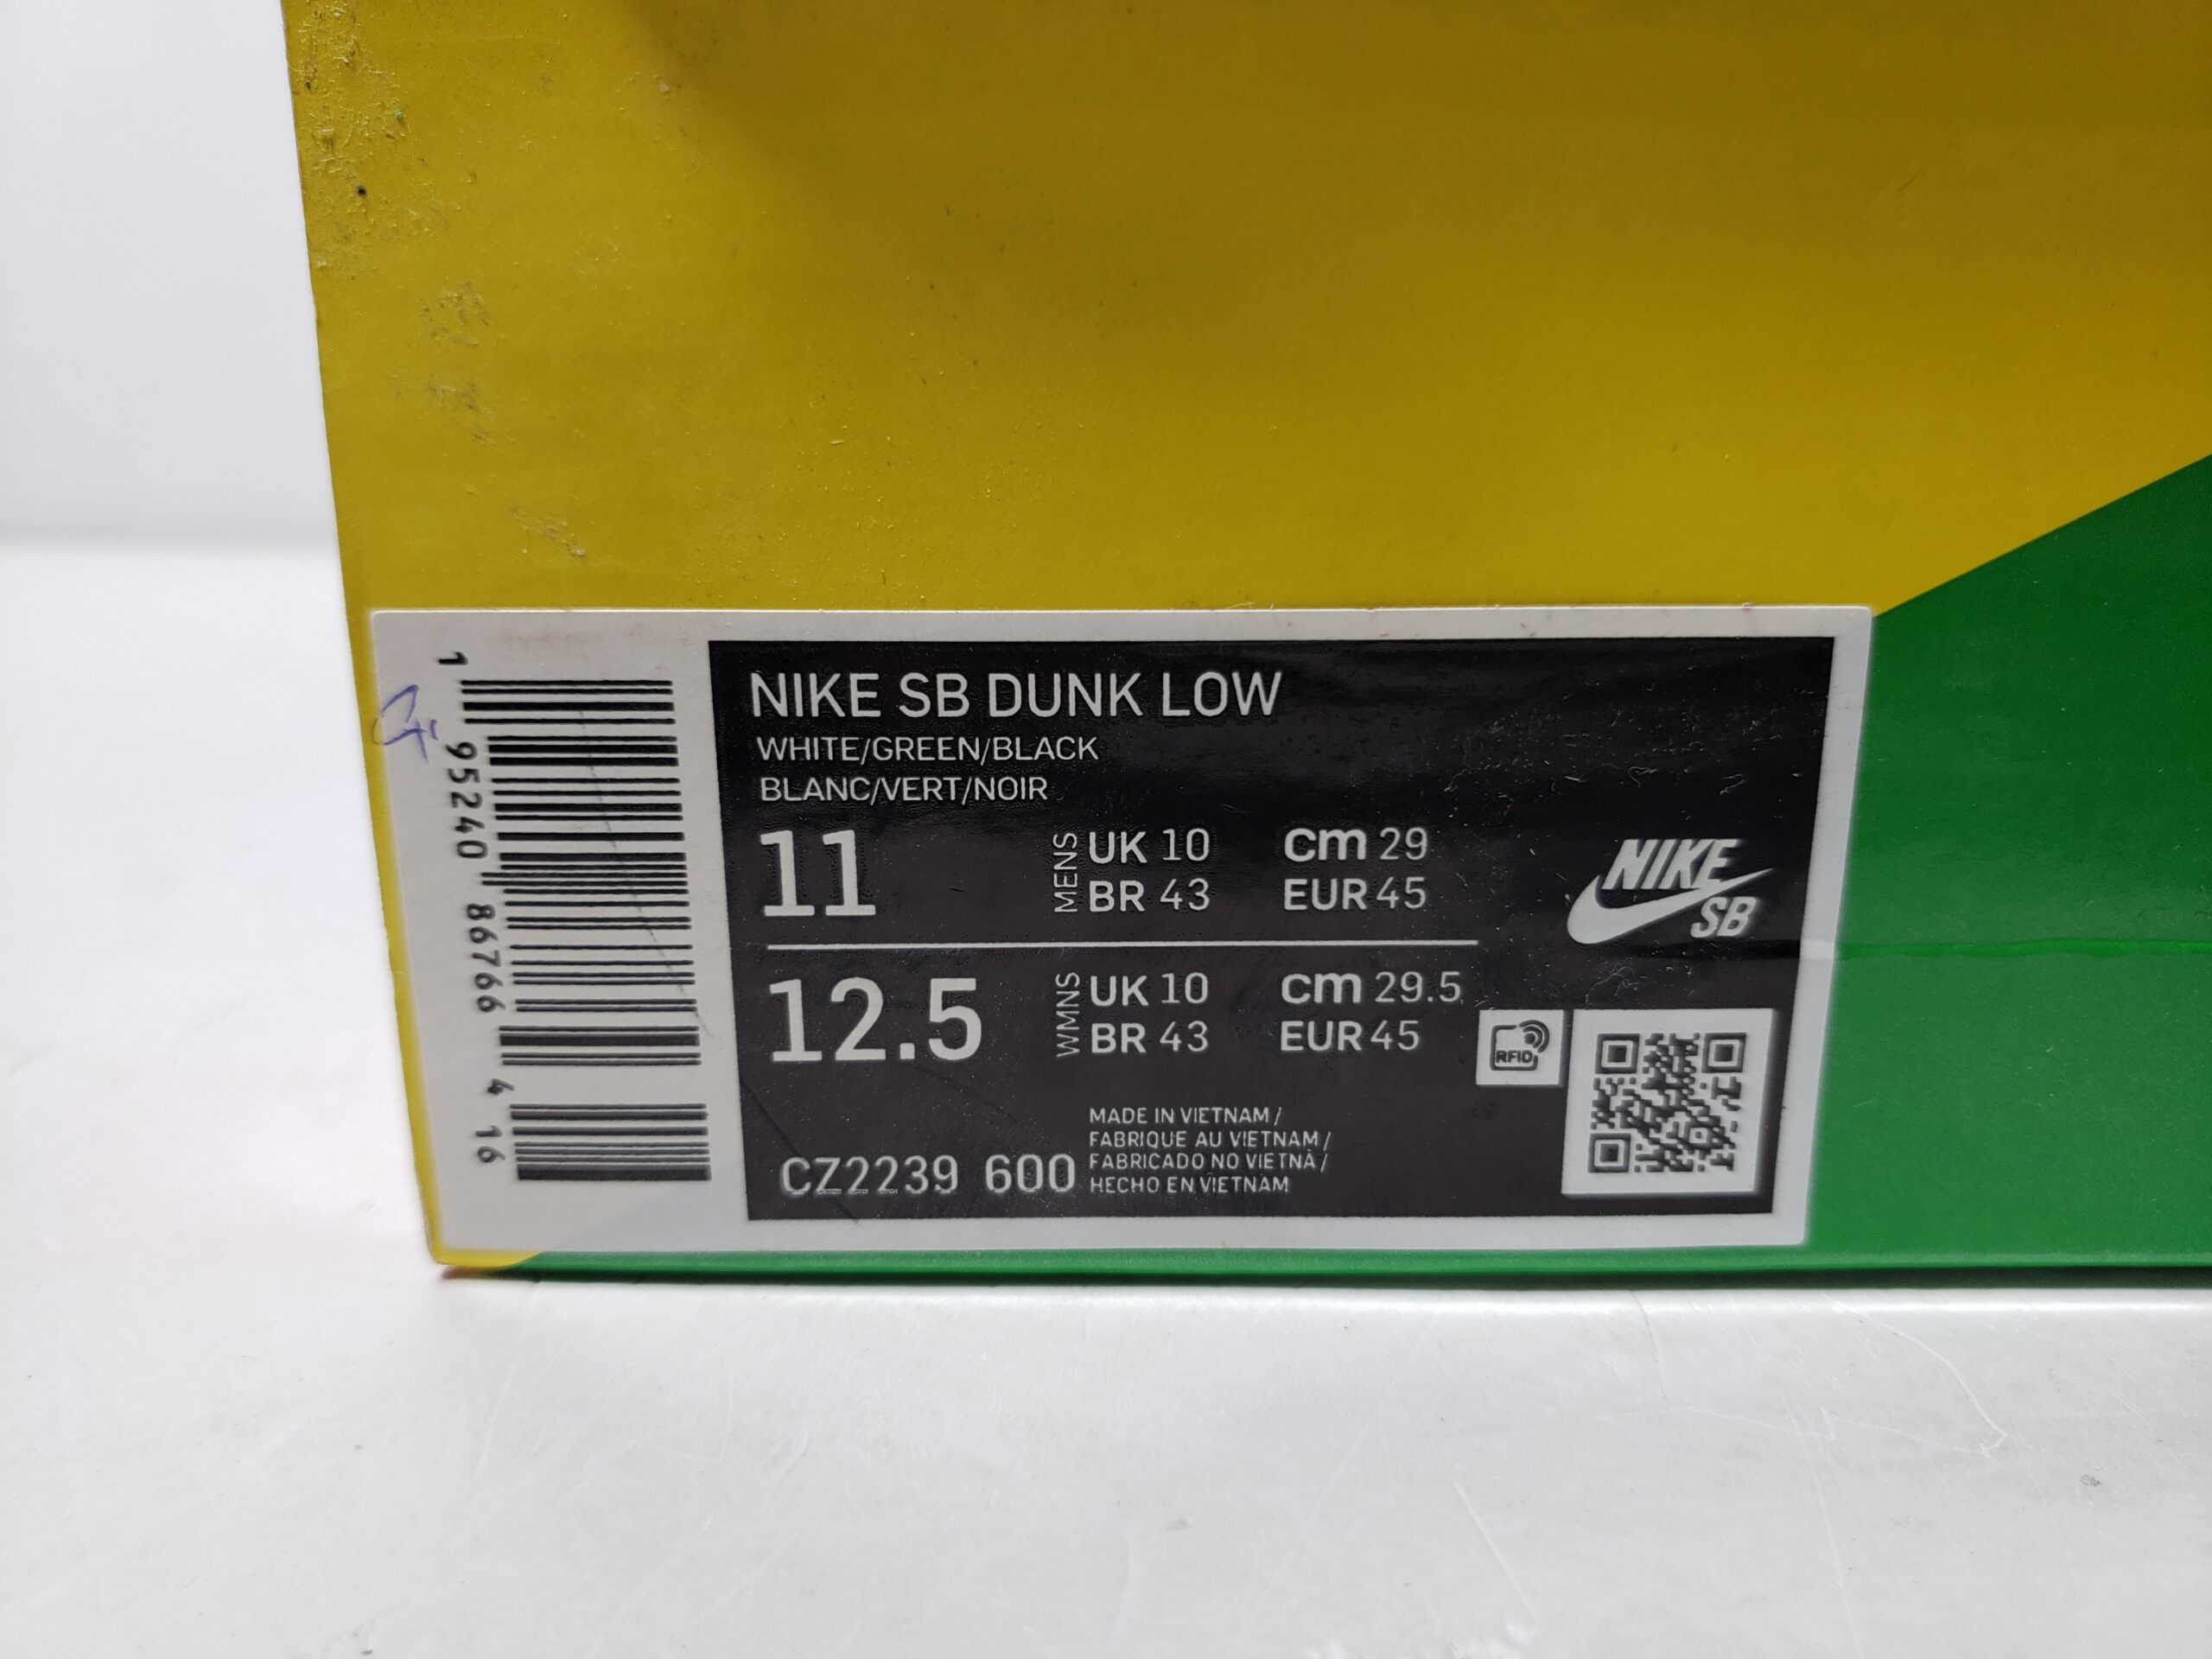 1 95240 86766 4 16
NIKE SB DUNK LOW
WHITE/GREEN/BLACK
BLANC/VERT/NOIR
11 MENS UK 10 cm 29
BR 43 EUR 45
12.5 WMNS UK 10 cm 29.5
BR 43 EUR 45
NIKE
SB
RFID
CZ2239 600
MADE IN VIETNAM /
FABRIQUE AU VIETNAM /
FABRICADO NO VIETNÃ /
HECHO EN VIETNAM